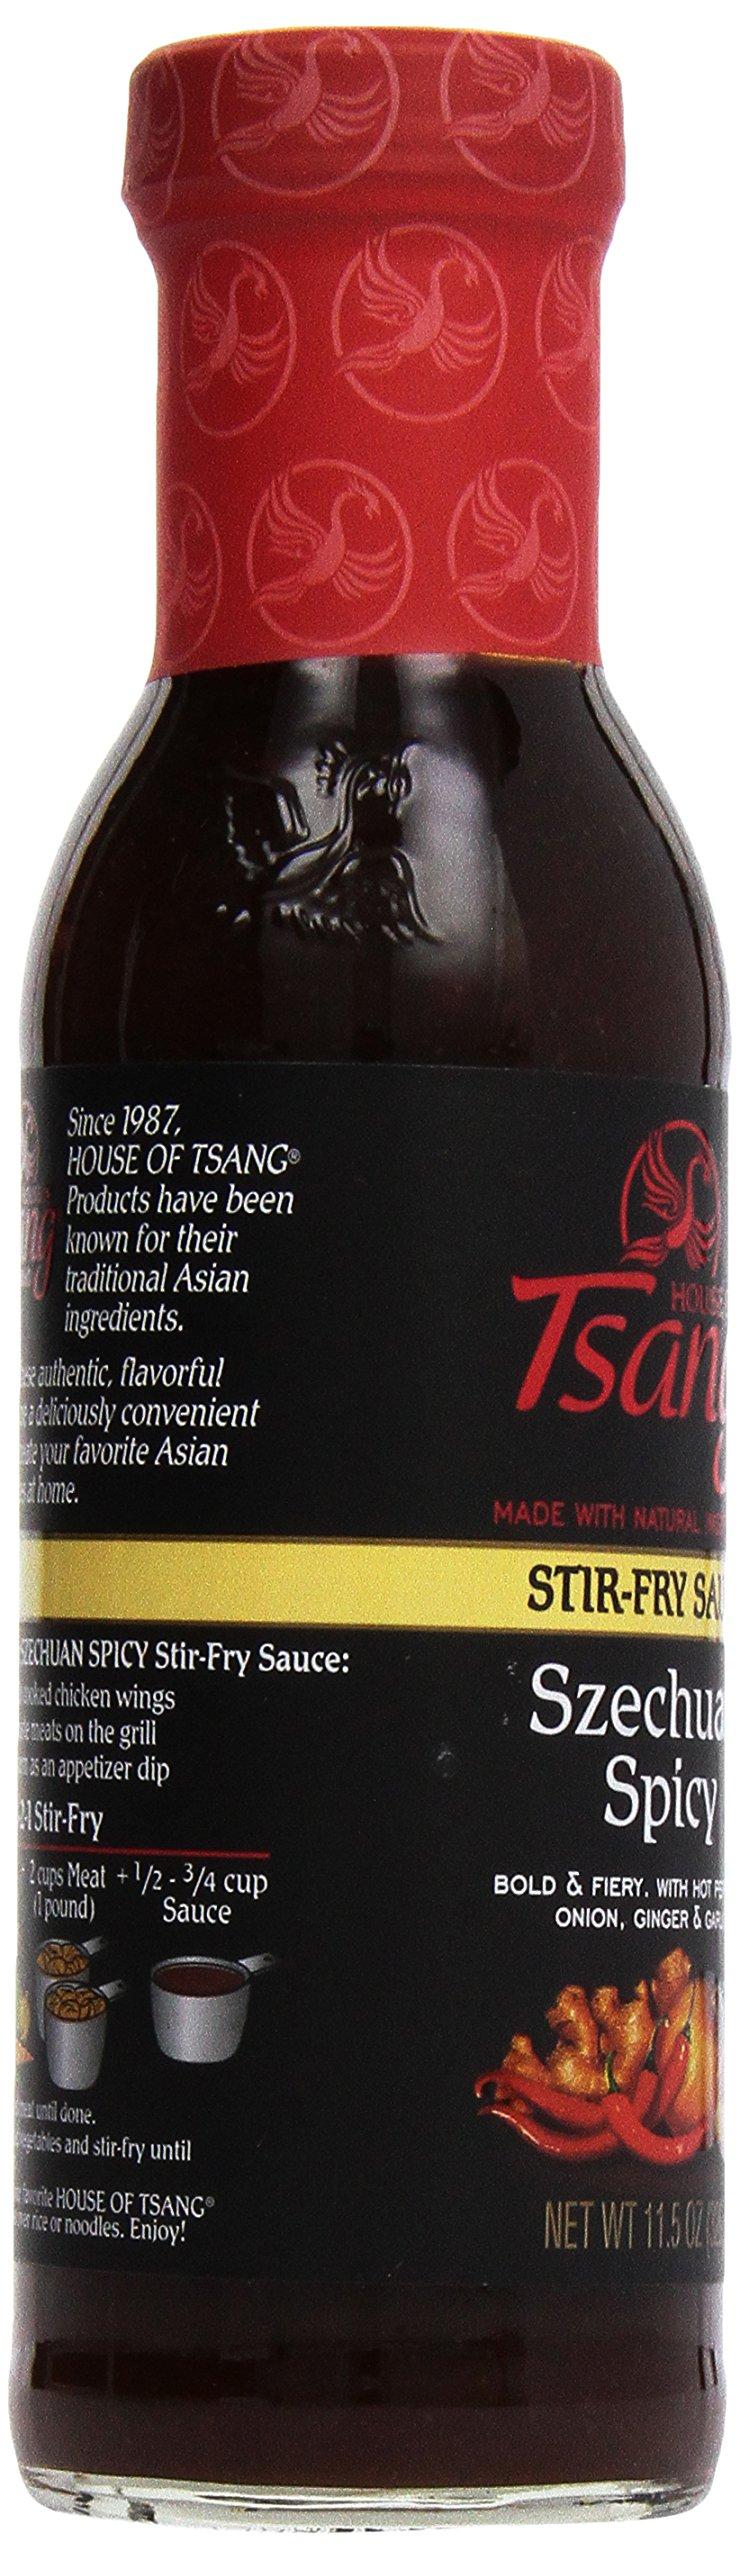 Since 1987,
HOUSE OF TSANG®
Products have been
known for their
traditional Asian
ingredients.
authentic, flavorful
a deliciously convenient
your favorite Asian
at home.
SZECHUAN SPICY Stir-Fry Sauce:
chicken wings
meats on the grill
as an appetizer dip
Stir-Fry
2 cups Meat + 1/2 - 3/4 cup
(1 pound) Sauce
meat until done.
vegetables and stir-fry until
favorite HOUSE OF TSANG®
over rice or noodles. Enjoy!
Tsang
MADE WITH NATURAL
STIR-FRY
Spicy
BOLD & FIERY. WITH HOT
ONION, GINGER &
NET WT 11.5 OZ